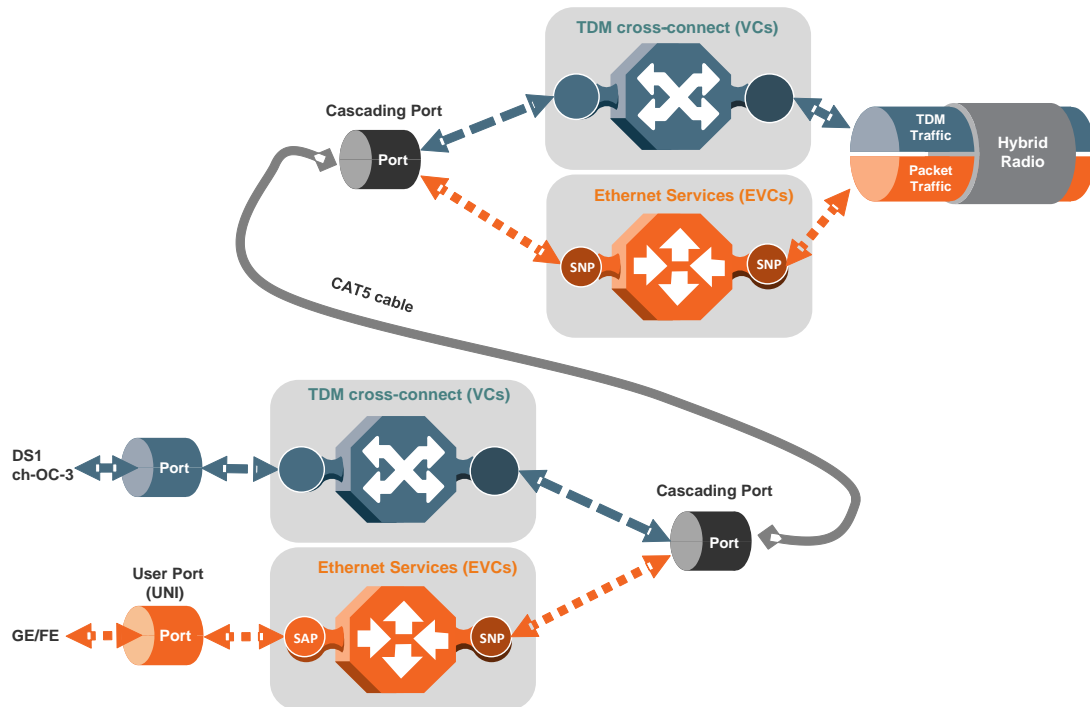 TDM cross-connect (VCs)
Cascading Port
Port
TDM
Traffic
Hybrid
Radio
Packet
Traffic
Ethernet Services (EVCs)
SNP
SNP
CAT5 cable
TDM cross-connect (VCs)
DS1
ch-OC-3
Port
Cascading Port
Port
User Port
(UNI)
Ethernet Services (EVCs)
GE/FE
Port
SAP
SNP